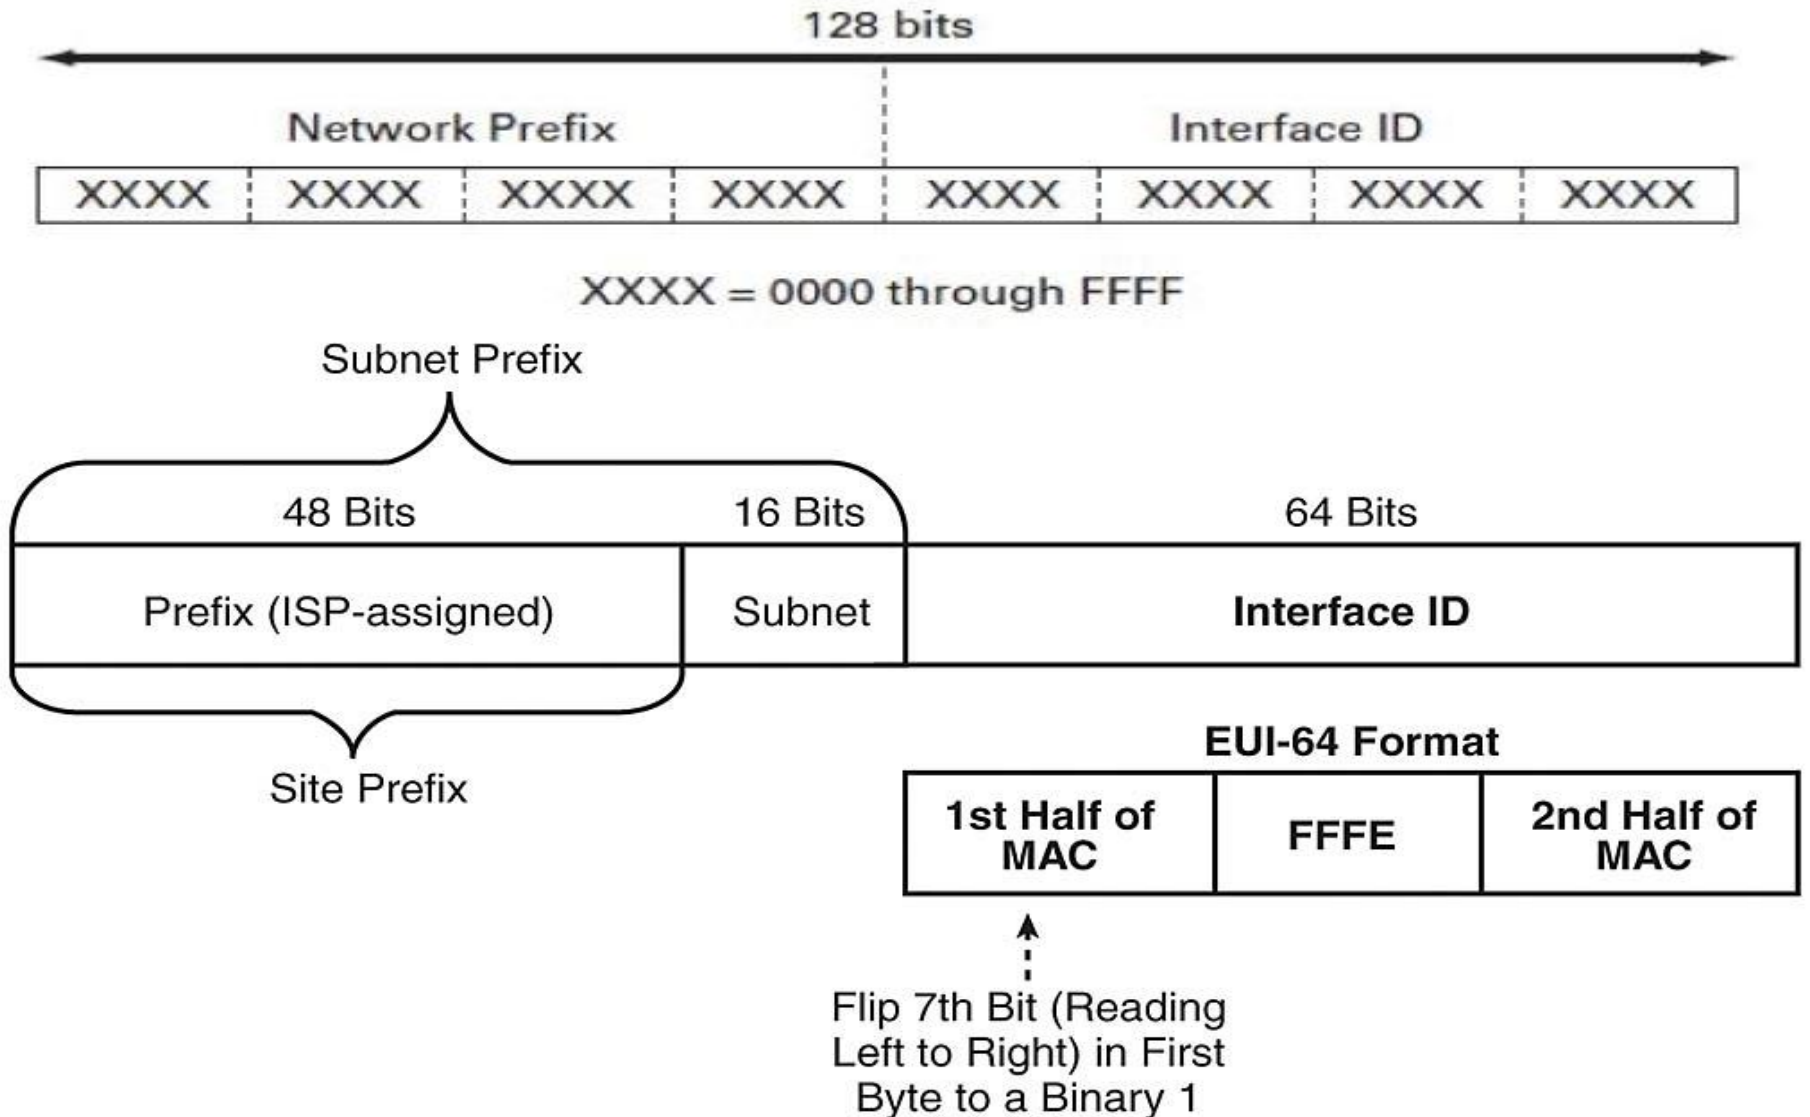 128 bits
Network Prefix
Interface ID
XXXX XXXX XXXX XXXX XXXX XXXX XXXX XXXX
XXXX = 0000 through FFFF
Subnet Prefix
48 Bits
16 Bits
64 Bits
Prefix (ISP-assigned)
Subnet
Interface ID
Site Prefix
EUI-64 Format
1st Half of
MAC
FFFE
2nd Half of
MAC
Flip 7th Bit (Reading
Left to Right) in First
Byte to a Binary 1